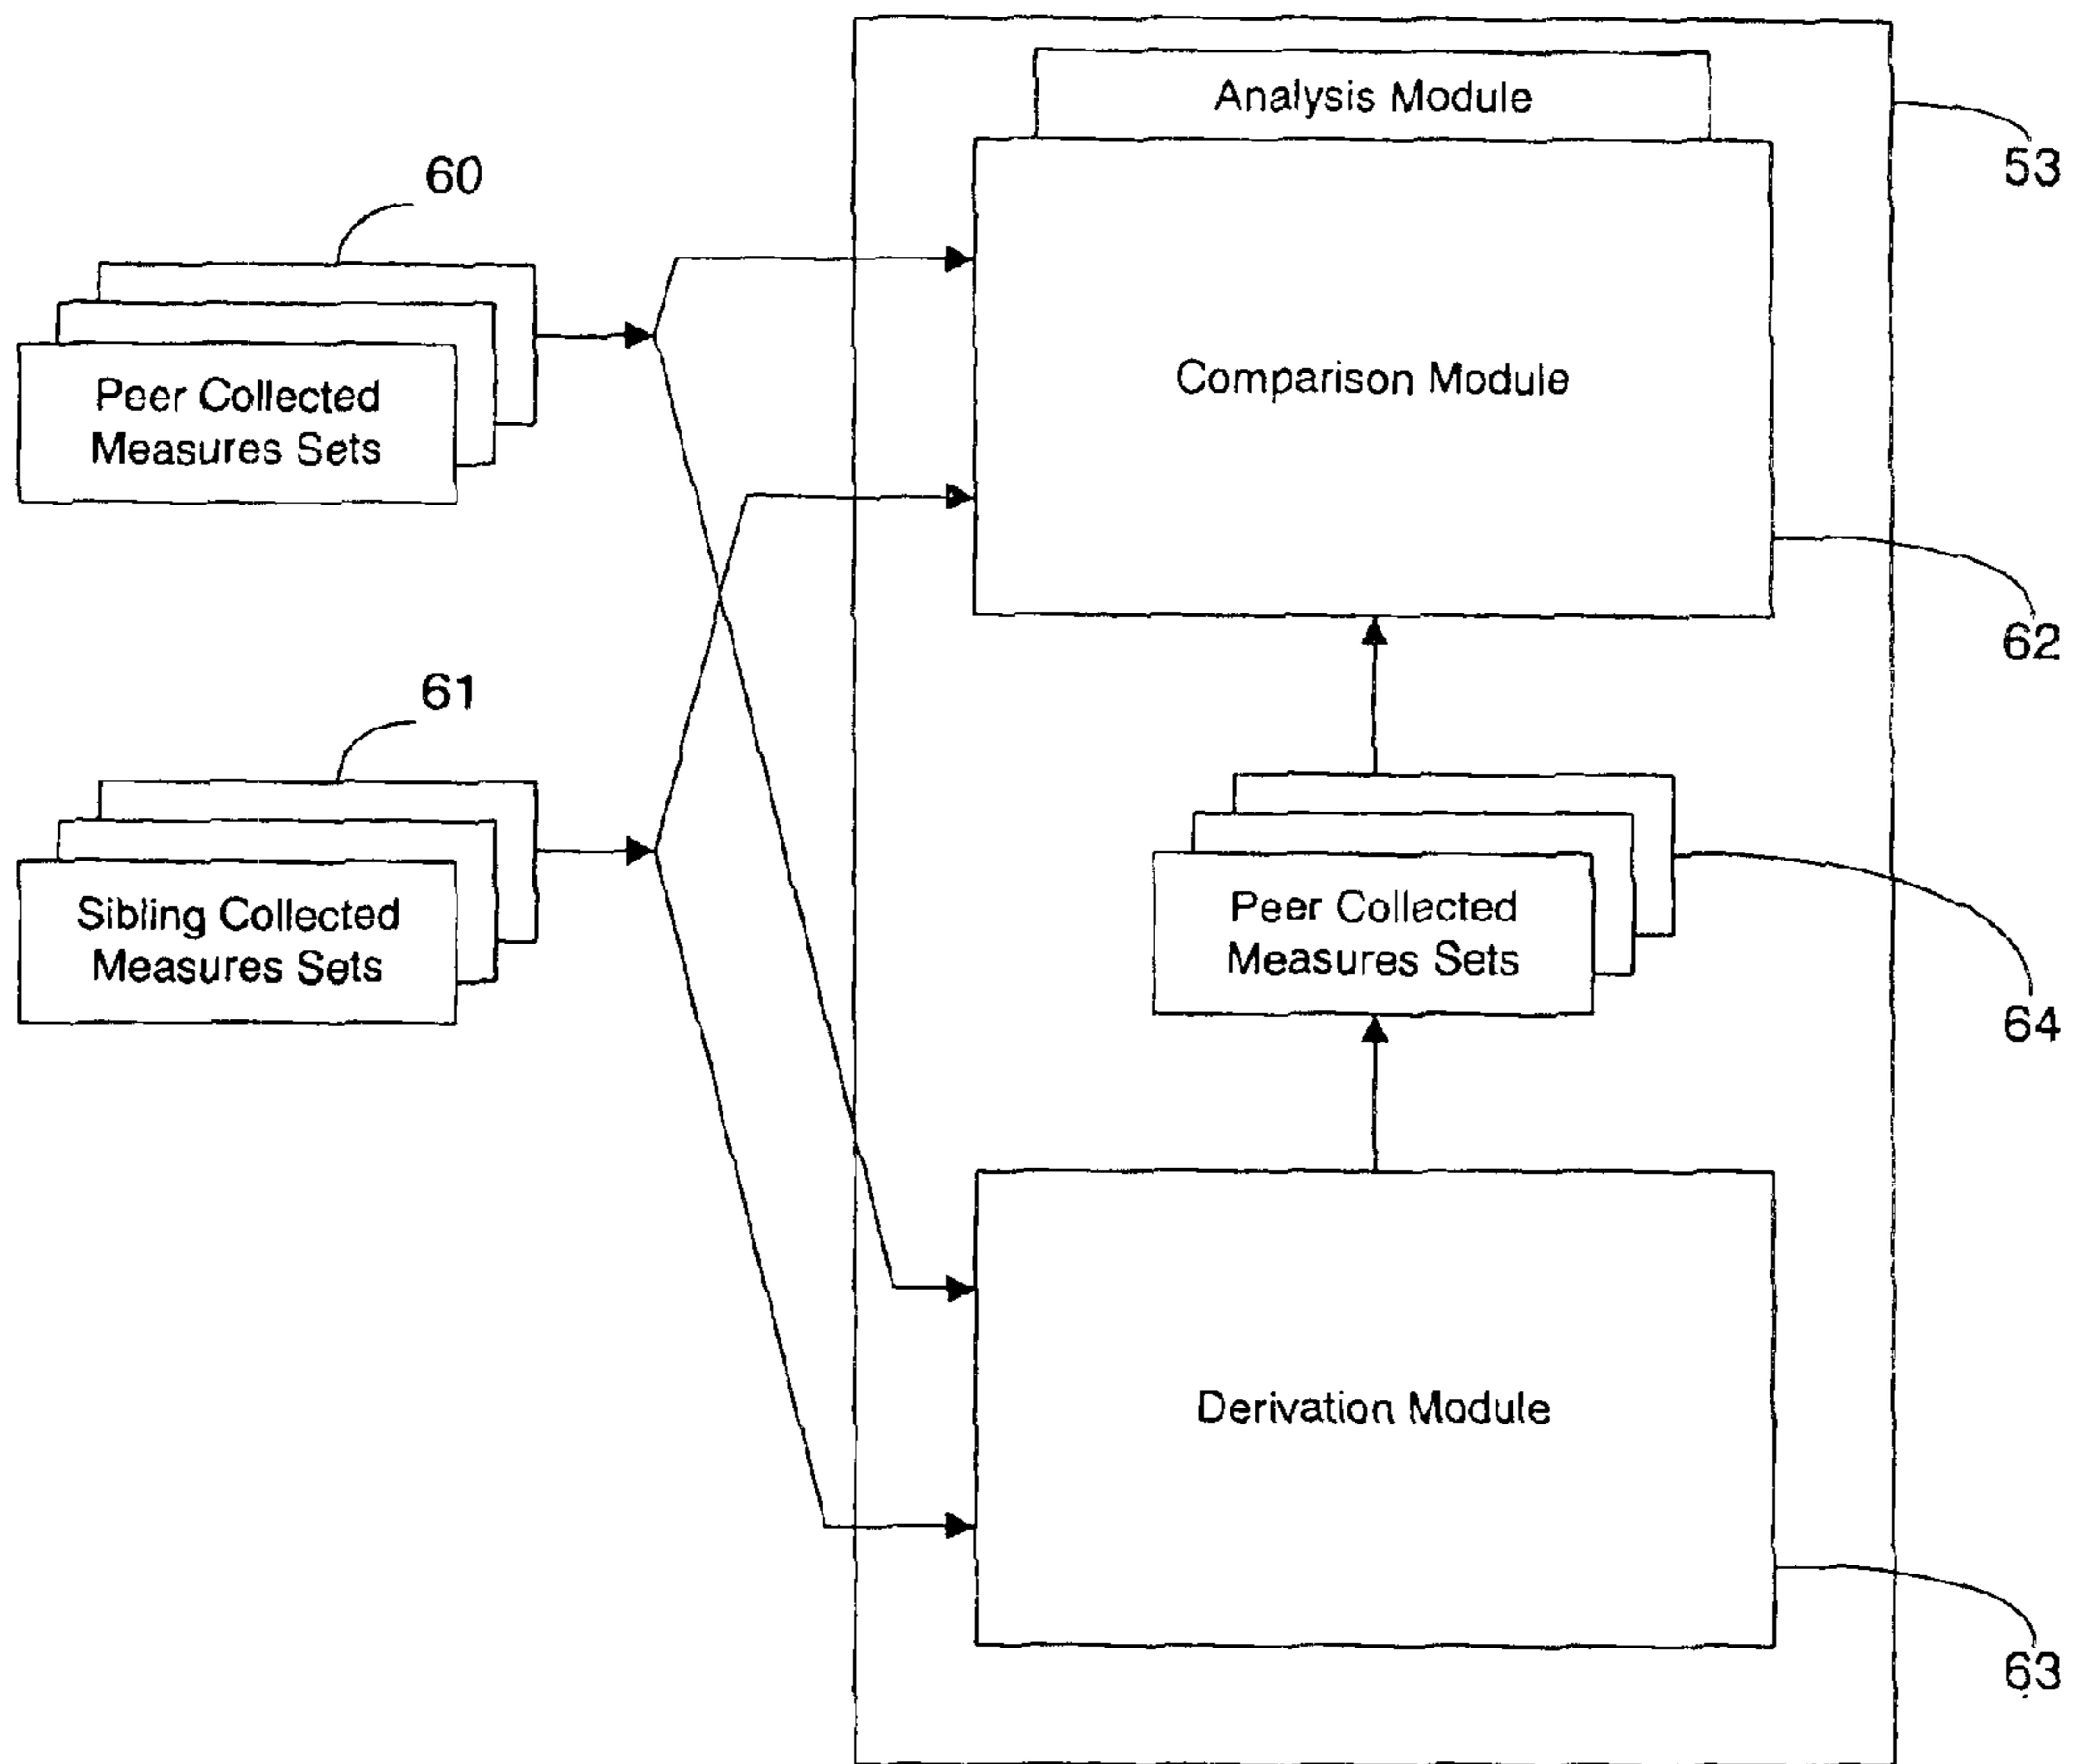 Analysis Module
53
60
Peer Collected
Measures Sets
Comparison Module
62
61
Sibling Collected
Measures Sets
Peer Collected
Measures Sets
64
Derivation Module
63